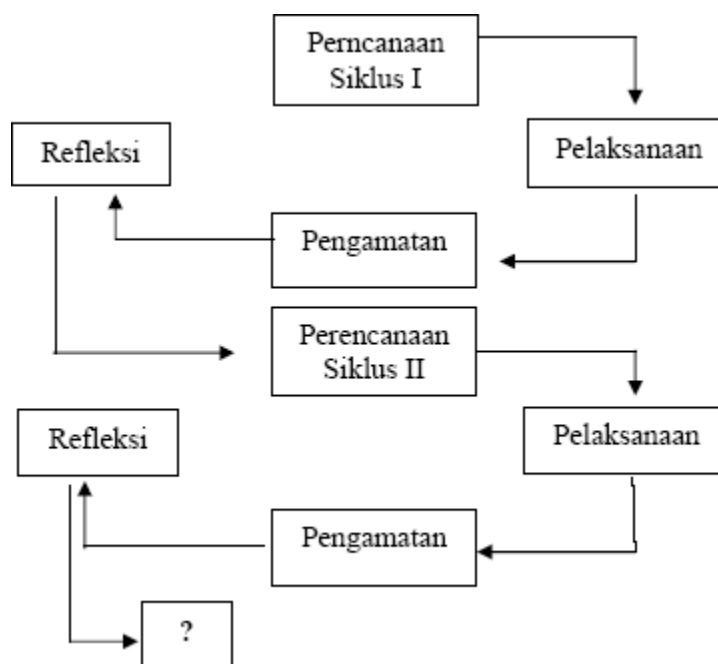 Perncanaan
Siklus I
Pelaksanaan
Pengamatan
Refleksi
Perencanaan
Siklus II
Pelaksanaan
Pengamatan
Refleksi
?